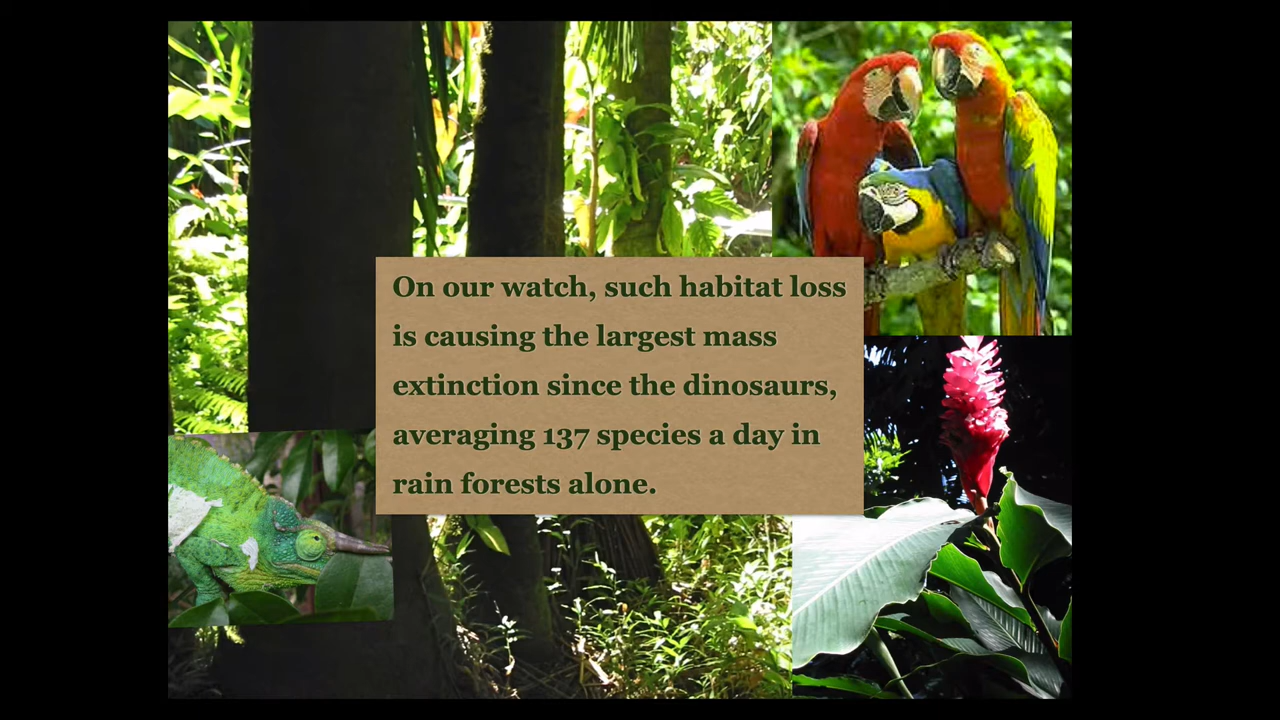 On our watch, such habitat loss
is causing the largest mass
extinction since the dinosaurs,
averaging 137 species a day in
rain forests alone.